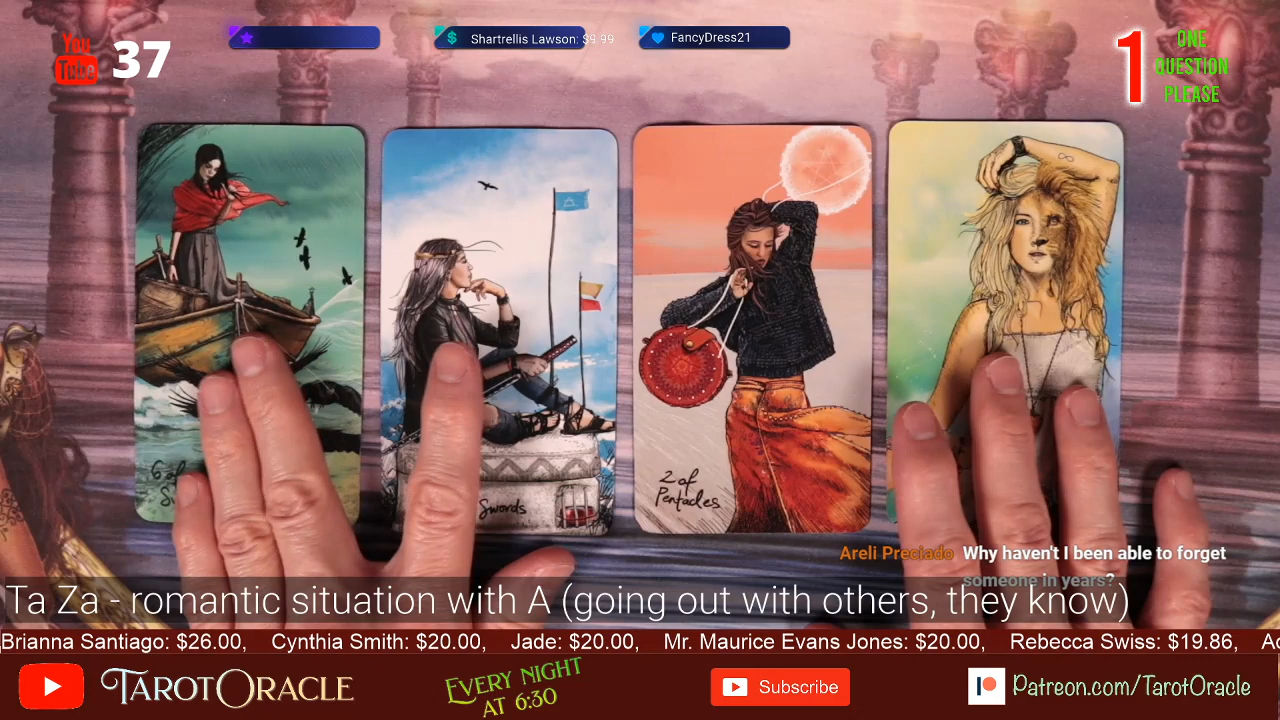 You
Tube
37
Shartrellis Lawson: $9.99
FancyDress21
1
ONE
QUESTION
PLEASE
6 of
Swords
2 of
Pentacles
Areli Preciado Why haven't I been able to forget
someone in years?
Ta Za - romantic situation with A (going out with others, they know)
Brianna Santiago: $26.00, Cynthia Smith: $20.00, Jade: $20.00, Mr. Maurice Evans Jones: $20.00, Rebecca Swiss: $19.86,
TAROTORACLE
EVERY NIGHT
AT 6:30
Subscribe
Patreon.com/TarotOracle